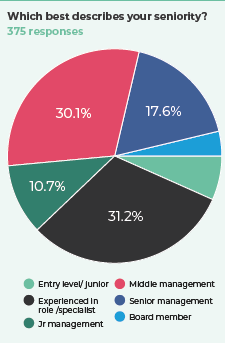 Which best describes your seniority?
375 responses
30.1%
17.6%
10.7%
31.2%
Entry level/ junior
Middle management
Experienced in
role /specialist
Senior management
Jr management
Board member